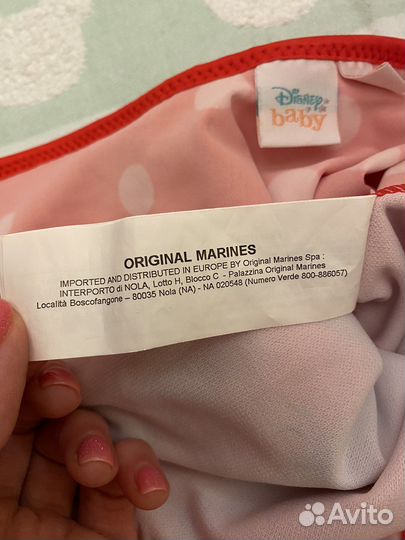 Disney
baby
ORIGINAL MARINES
IMPORTED AND DISTRIBUTED IN EUROPE BY Original Marines Spa :
INTERPORTO di NOLA, Lotto H, Blocco C - Palazzina Original Marines
Località Boscofangone – 80035 Nola (NA) - NA 020548 (Numero Verde 800-886057)
Avito